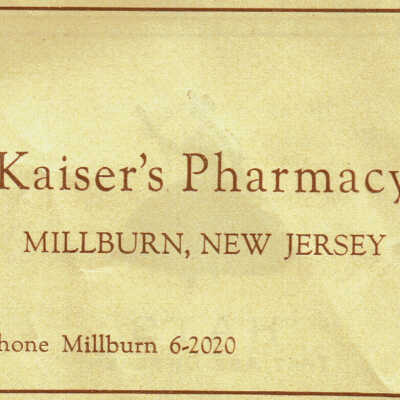 Kaiser's Pharmacy
MILLBURN, NEW JERSEY
hone Millburn 6-2020